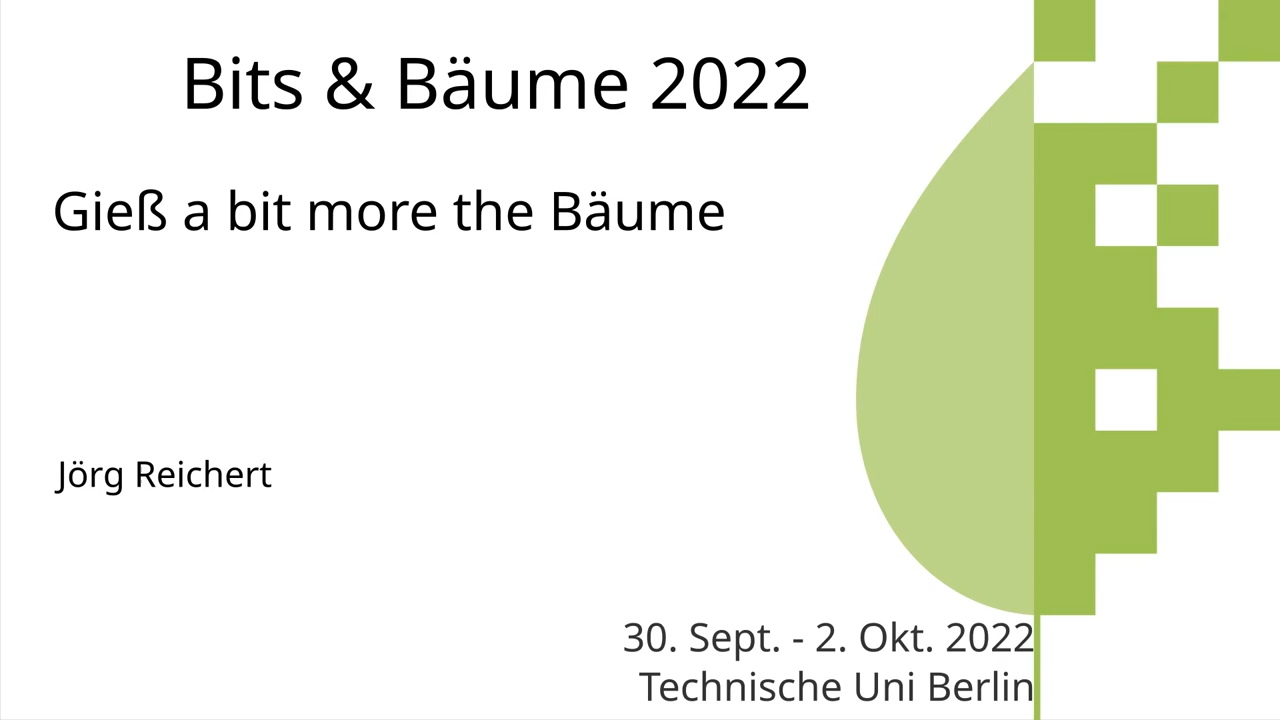 Bits & Bäume 2022
Gieß a bit more the Bäume
Jörg Reichert
30. Sept. - 2. Okt. 2022
Technische Uni Berlin